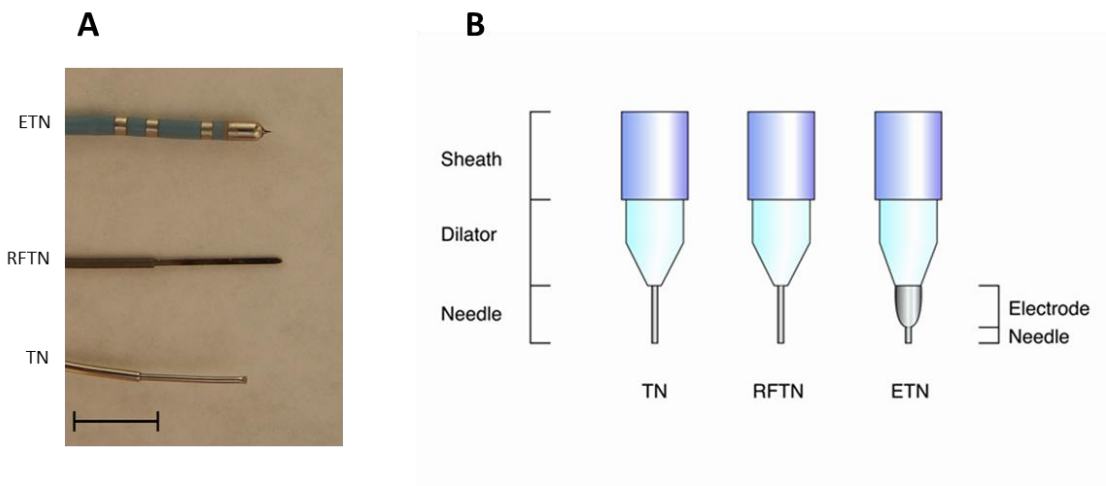 A
B
ETN
RFTN
TN
Sheath
Dilator
Needle
Electrode
Needle
TN
RFTN
ETN